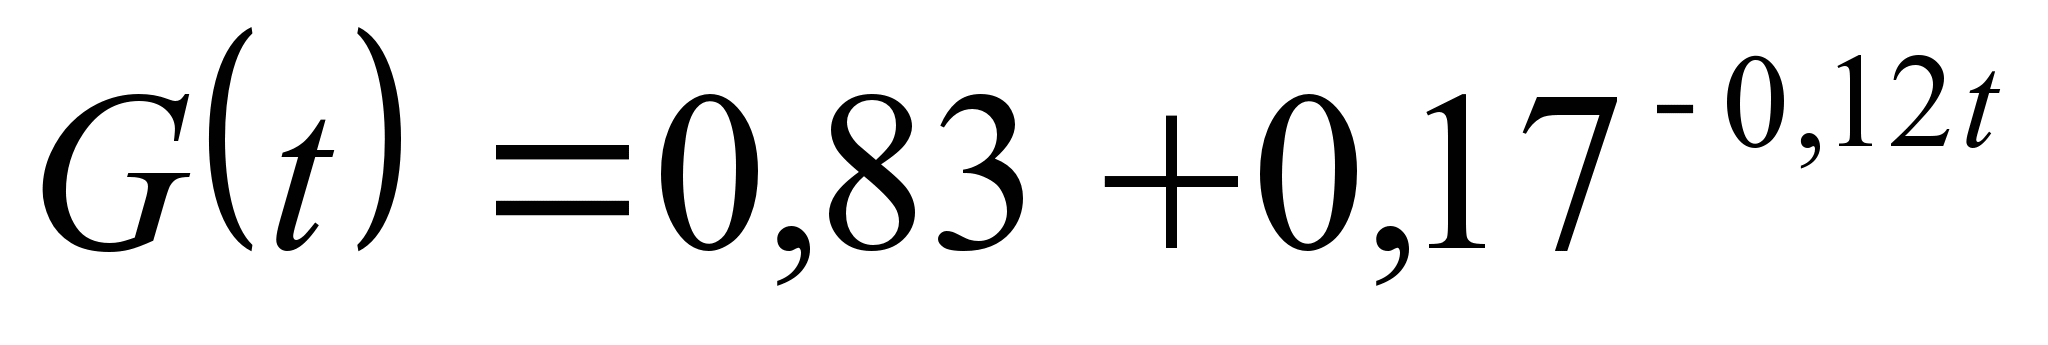 G(t) = 0,83 + 0,17^{-0,12t}